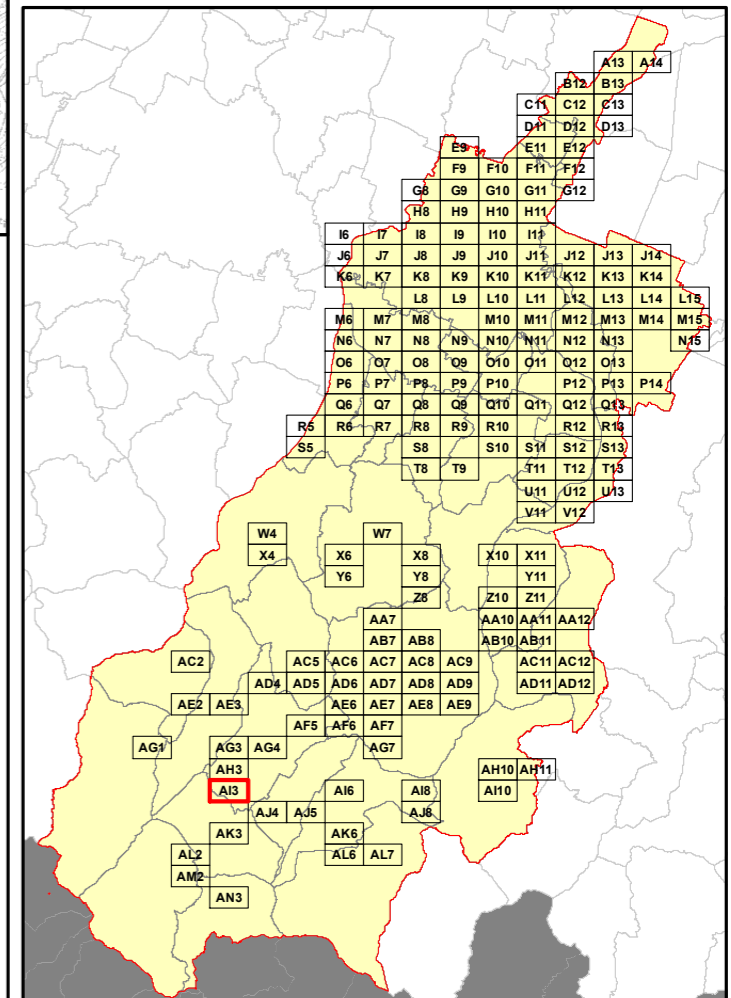 A13 A14
B12 B13
C11 C12 C13
D11 D12 D13
E9 E11 E12
F9 F10 F11 F12
G8 G9 G10 G11 G12
H8 H9 H10 H11
I6 I7 I8 I9 I10 I11
J6 J7 J8 J9 J10 J11 J12 J13 J14
K6 K7 K8 K9 K10 K11 K12 K13 K14
L8 L9 L10 L11 L12 L13 L14 L15
M6 M7 M8 M10 M11 M12 M13 M14 M15
N6 N7 N8 N9 N10 N11 N12 N13 N15
O6 O7 O8 O9 O10 O11 O12 O13
P6 P7 P8 P9 P10 P12 P13 P14
Q6 Q7 Q8 Q9 Q10 Q11 Q12 Q13
R5 R6 R7 R8 R9 R10 R12 R13
S5 S8 S10 S11 S12 S13
T8 T9 T11 T12 T13
U11 U12 U13
V11 V12
W4 W7
X4 X6 X8 X10 X11
Y6 Y8 Y11
Z8 Z10 Z11
AA7 AA10 AA11 AA12
AB7 AB8 AB10 AB11
AC2 AC5 AC6 AC7 AC8 AC9 AC11 AC12
AD4 AD5 AD6 AD7 AD8 AD9 AD11 AD12
AE2 AE3 AE6 AE7 AE8 AE9
AF5 AF6 AF7
AG1 AG3 AG4 AG7
AH3 AH10 AH11
AI3 AI6 AI8 AI10
AJ4 AJ5 AJ8
AK3 AK6
AL2 AL6 AL7
AM2
AN3